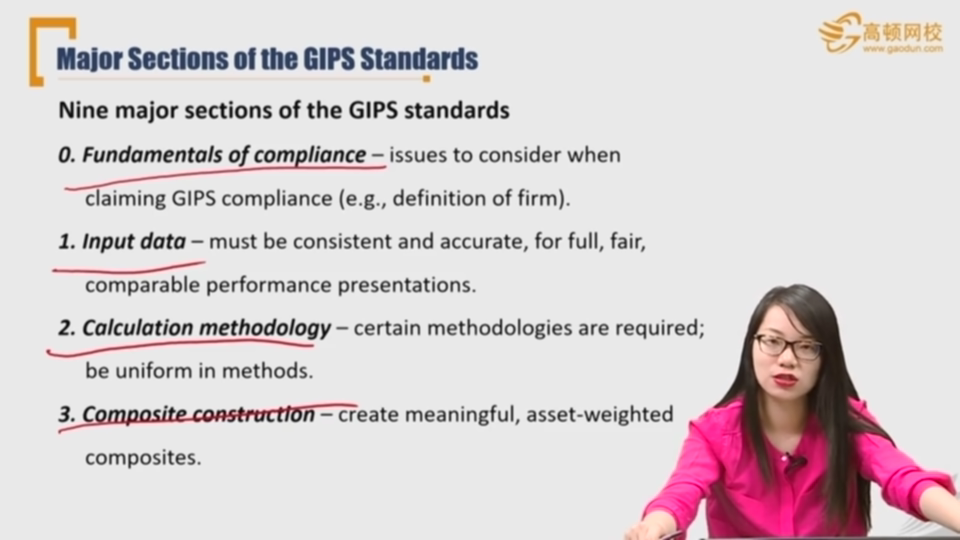 高顿网校
www.gaodun.com
Major Sections of the GIPS Standards
Nine major sections of the GIPS standards
0. Fundamentals of compliance – issues to consider when
claiming GIPS compliance (e.g., definition of firm).
1. Input data – must be consistent and accurate, for full, fair,
comparable performance presentations.
2. Calculation methodology – certain methodologies are required;
be uniform in methods.
3. Composite construction – create meaningful, asset-weighted
composites.